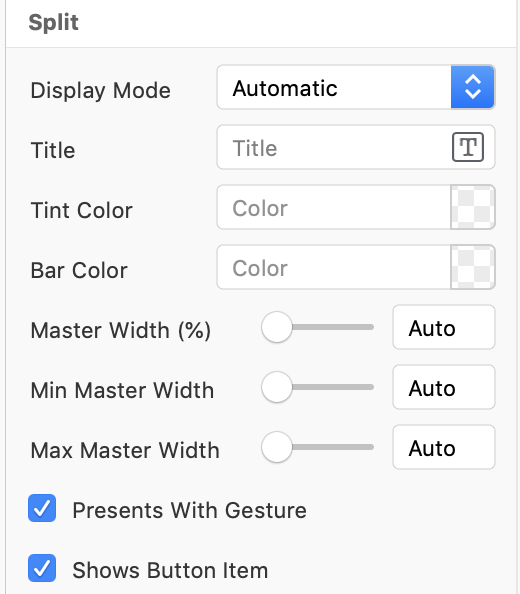 Split
Display Mode Automatic
Title Title T
Tint Color Color
Bar Color Color
Master Width (%) Auto
Min Master Width Auto
Max Master Width Auto
Presents With Gesture
Shows Button Item